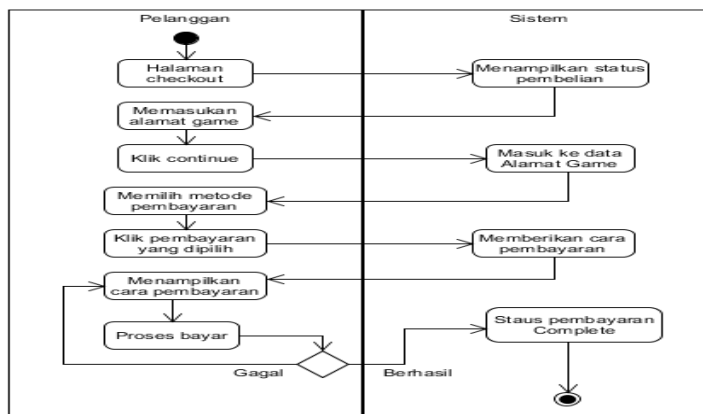 Pelanggan
Sistem
Halaman
checkout
Menampilkan status
pembelian
Memasukan
alamat game
Klik continue
Masuk ke data
Alamat Game
Memilih metode
pembayaran
Klik pembayaran
yang dipilih
Memberikan cara
pembayaran
Menampilkan
cara pembayaran
Proses bayar
Staus pembayaran
Complete
Gagal
Berhasil